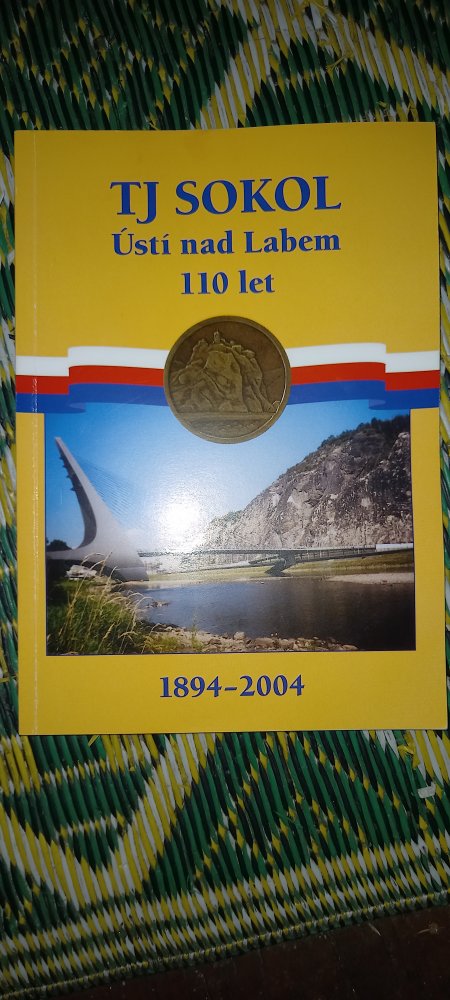 TJ SOKOL
Ústí nad Labem
110 let
1894-2004